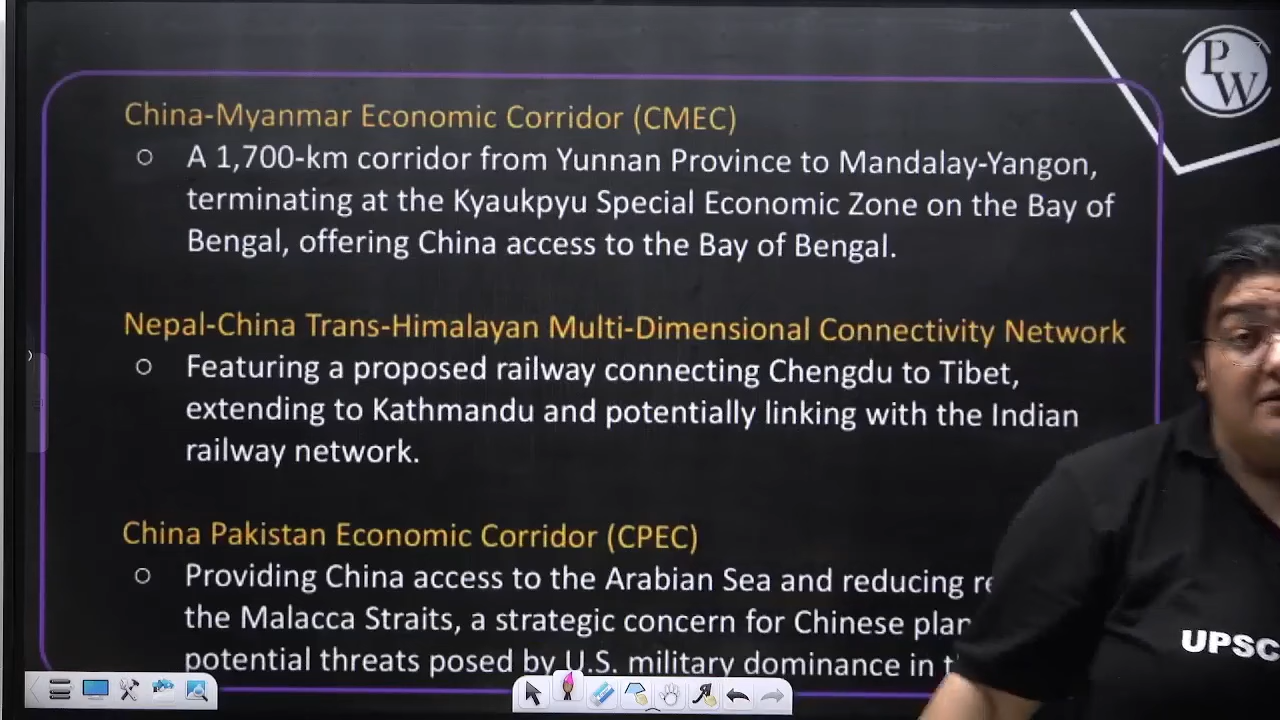 PW
China-Myanmar Economic Corridor (CMEC)
○ A 1,700-km corridor from Yunnan Province to Mandalay-Yangon,
terminating at the Kyaukpyu Special Economic Zone on the Bay of
Bengal, offering China access to the Bay of Bengal.
Nepal-China Trans-Himalayan Multi-Dimensional Connectivity Network
○ Featuring a proposed railway connecting Chengdu to Tibet,
extending to Kathmandu and potentially linking with the Indian
railway network.
China Pakistan Economic Corridor (CPEC)
○ Providing China access to the Arabian Sea and reducing
the Malacca Straits, a strategic concern for Chinese
potential threats posed by U.S. military dominance in
UPSC